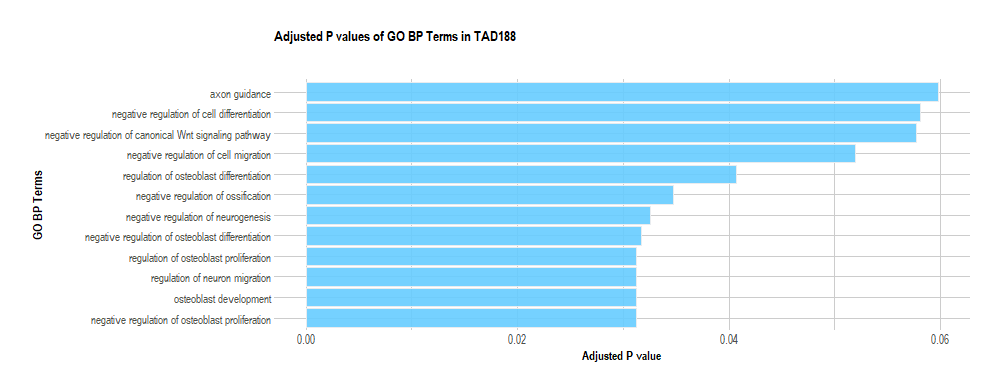 Adjusted P values of GO BP Terms in TAD188
GO BP Terms
axon guidance
negative regulation of cell differentiation
negative regulation of canonical Wnt signaling pathway
negative regulation of cell migration
regulation of osteoblast differentiation
negative regulation of ossification
negative regulation of neurogenesis
negative regulation of osteoblast differentiation
regulation of osteoblast proliferation
regulation of neuron migration
osteoblast development
negative regulation of osteoblast proliferation
0.00 0.02 0.04 0.06
Adjusted P value